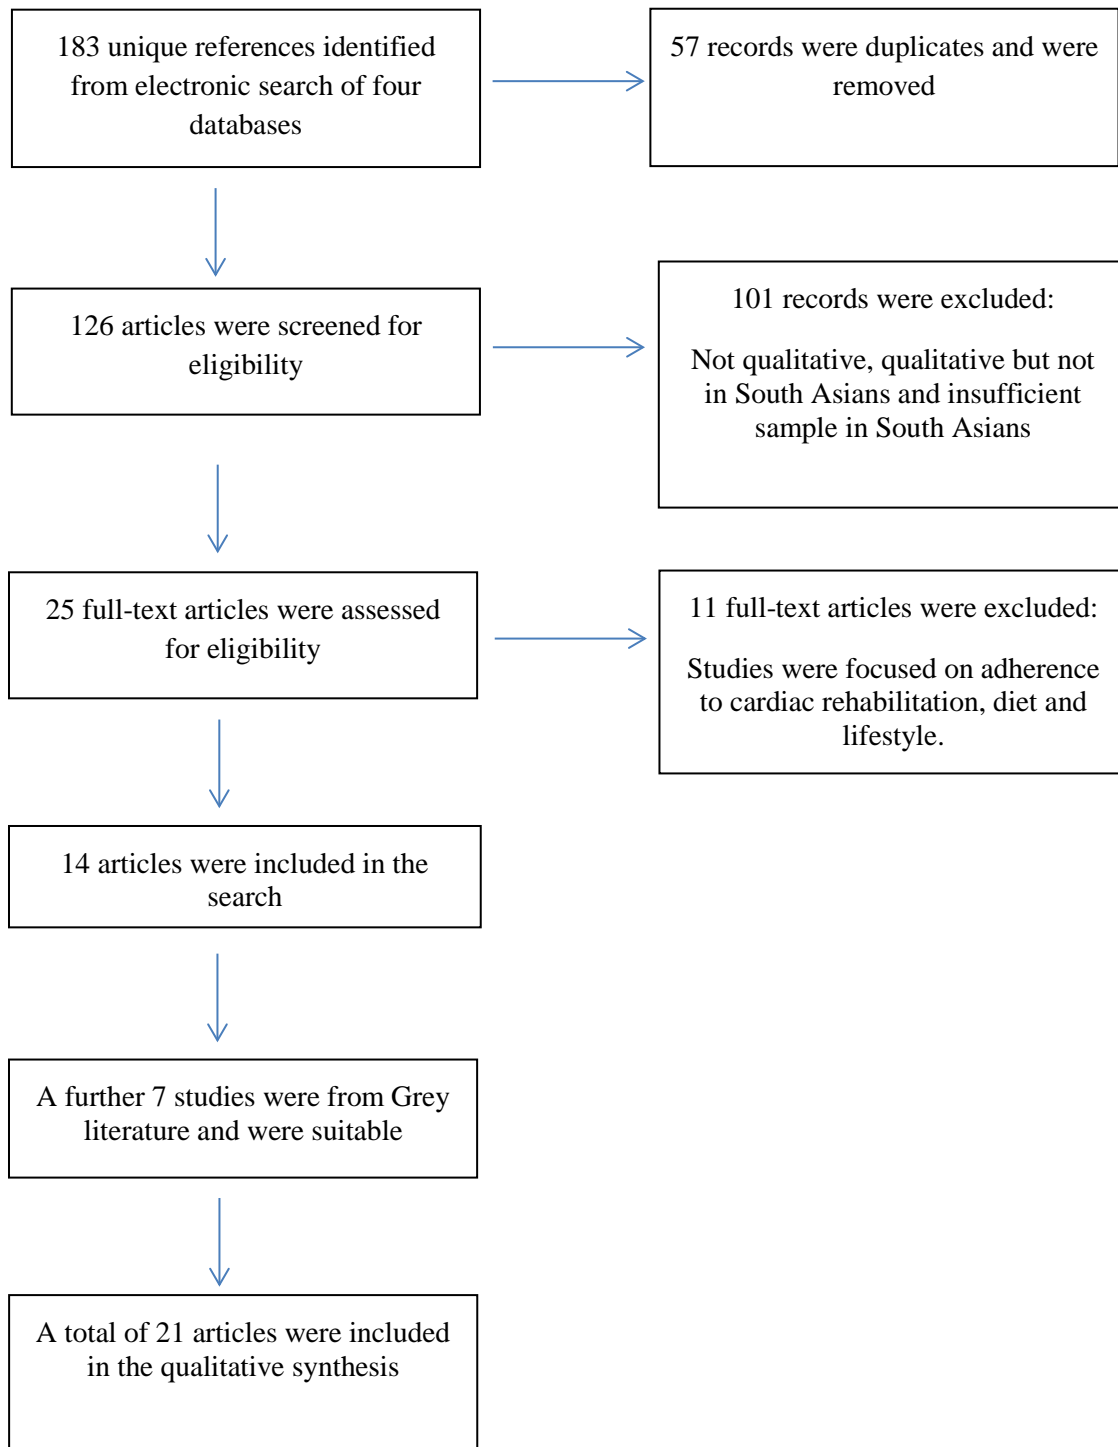 183 unique references identified
from electronic search of four
databases
57 records were duplicates and were
removed
126 articles were screened for
eligibility
101 records were excluded:
Not qualitative, qualitative but not
in South Asians and insufficient
sample in South Asians
25 full-text articles were assessed
for eligibility
11 full-text articles were excluded:
Studies were focused on adherence
to cardiac rehabilitation, diet and
lifestyle.
14 articles were included in the
search
A further 7 studies were from Grey
literature and were suitable
A total of 21 articles were included
in the qualitative synthesis